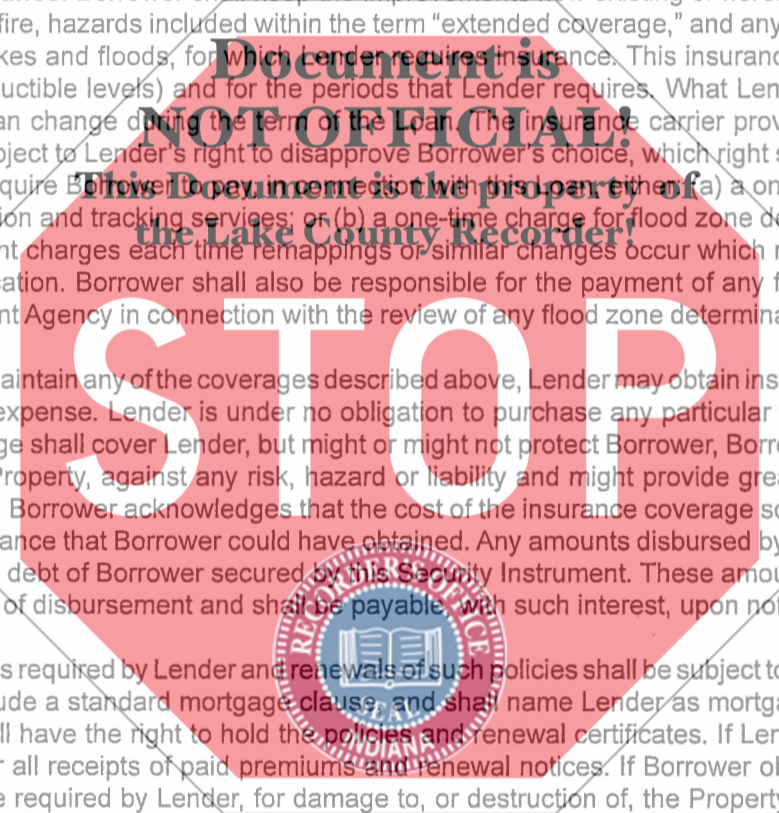 fire, hazards included within the term “extended coverage,” and any
Document is
kes and floods, for which Lender requires insurance. This insuranc
uctible levels) and for the periods that Lender requires. What Len
NOT OFFICIAL!
an change during the term of the Loan. The insurance carrier prov
bject to Lender's right to disapprove Borrower's choice, which right s
This Document is the property of
quire Borrower to pay, in connection with this Loan, either: (a) a on
ion and tracking services; or (b) a one-time charge for flood zone d
the Lake County Recorder!
nt charges each time remappings or similar changes occur which r
ation. Borrower shall also be responsible for the payment of any f
nt Agency in connection with the review of any flood zone determina
STOP
aintain any of the coverages described above, Lender may obtain ins
expense. Lender is under no obligation to purchase any particular
ge shall cover Lender, but might or might not protect Borrower, Borr
Property, against any risk, hazard or liability and might provide grea
Borrower acknowledges that the cost of the insurance coverage so
ance that Borrower could have obtained. Any amounts disbursed by
debt of Borrower secured by this Security Instrument. These amou
of disbursement and shall be payable, with such interest, upon not
RECORDER'S OFFICE
s required by Lender and renewals of such policies shall be subject to
ude a standard mortgage clause, and shall name Lender as mortga
SEAL
ll have the right to hold the policies and renewal certificates. If Len
INDIANA
r all receipts of paid premiums and renewal notices. If Borrower ob
e required by Lender, for damage to, or destruction of, the Property